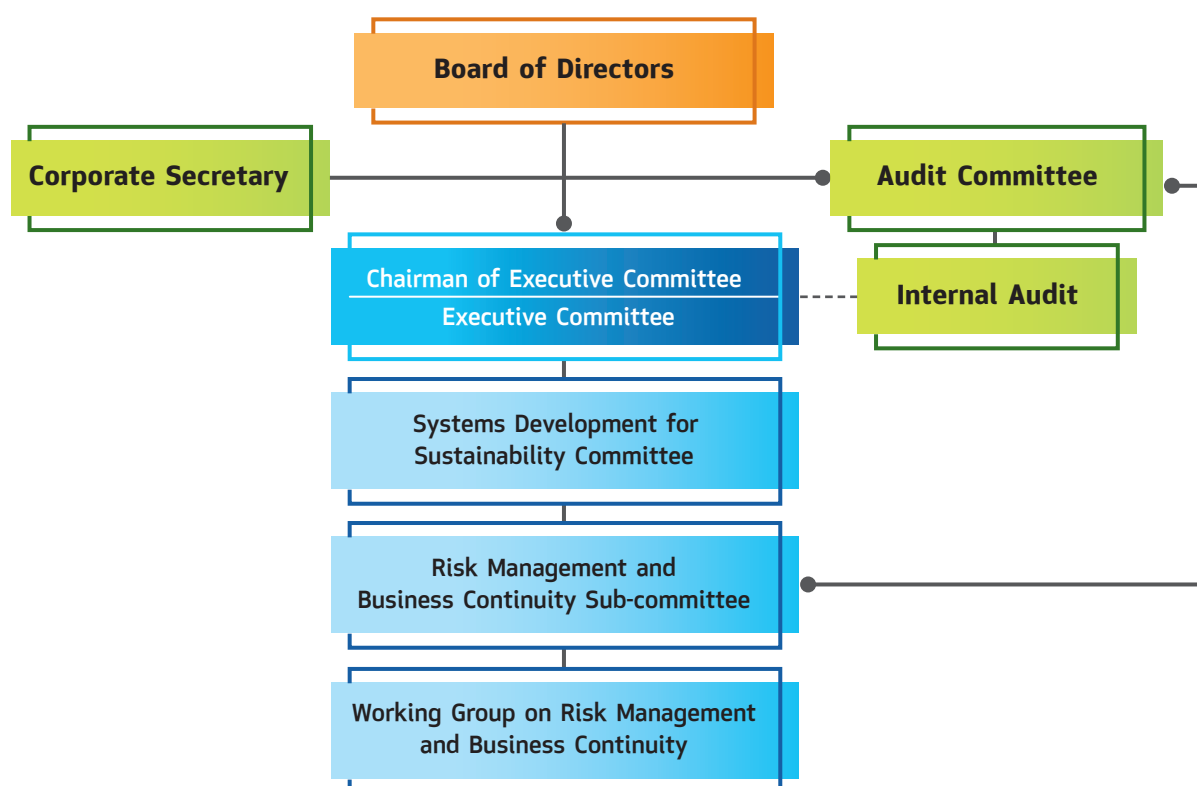 Board of Directors
Corporate Secretary
Audit Committee
Chairman of Executive Committee
Executive Committee
Internal Audit
Systems Development for
Sustainability Committee
Risk Management and
Business Continuity Sub-committee
Working Group on Risk Management
and Business Continuity